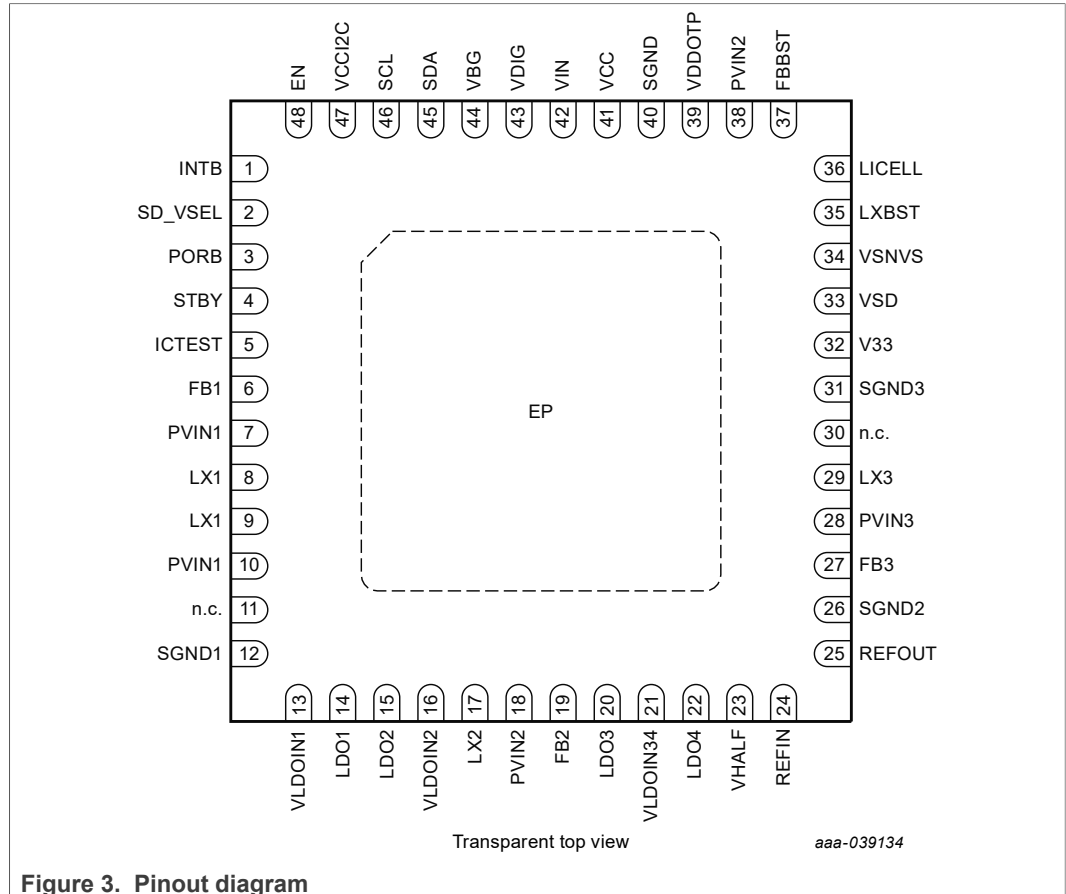 EN
VCCI2C
SCL
SDA
VBG
VDIG
VIN
VCC
SGND
VDDOTP
PVIN2
FBBST
48
47
46
45
44
43
42
41
40
39
38
37
INTB 1
SD_VSEL 2
PORB 3
STBY 4
ICTEST 5
FB1 6
PVIN1 7
LX1 8
LX1 9
PVIN1 10
n.c. 11
SGND1 12
EP
36 LICELL
35 LXBST
34 VSNVS
33 VSD
32 V33
31 SGND3
30 n.c.
29 LX3
28 PVIN3
27 FB3
26 SGND2
25 REFOUT
13
14
15
16
17
18
19
20
21
22
23
24
VLDOIN1
LDO1
LDO2
VLDOIN2
LX2
PVIN2
FB2
LDO3
VLDOIN34
LDO4
VHALF
REFIN
Transparent top view
aaa-039134
Figure 3. Pinout diagram